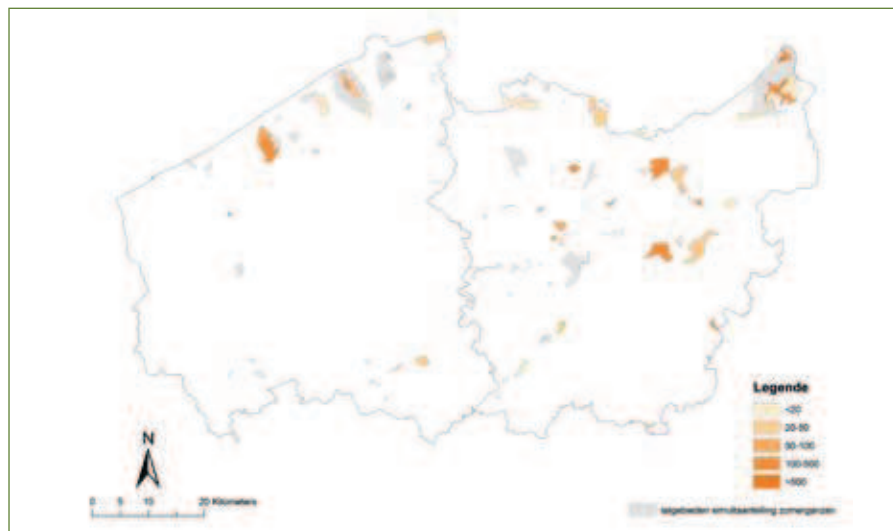 Legende
<20
20-50
50-100
100-500
>500
N
0 5 10 20 Kilometers
telgebieden simultaantelling zomerganzen